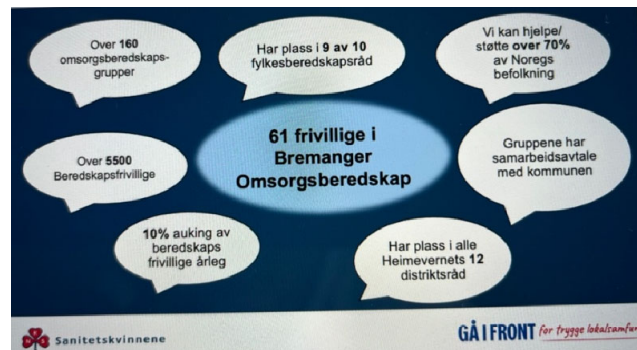 Over 160
omsorgsberedskaps-
grupper
Har plass i 9 av 10
fylkesberedskapsråd
Vi kan hjelpe/
støtte over 70%
av Noregs
befolkning
61 frivillige i
Bremanger
Omsorgsberedskap
Over 5500
Beredskapsfrivillige
Gruppene har
samarbeidsavtale
med kommunen
10% auking av
beredskaps
frivillige årleg
Har plass i alle
Heimevernets 12
distriktsråd
Sanitetskvinnene
GÅ I FRONT for trygge lokalsamfu